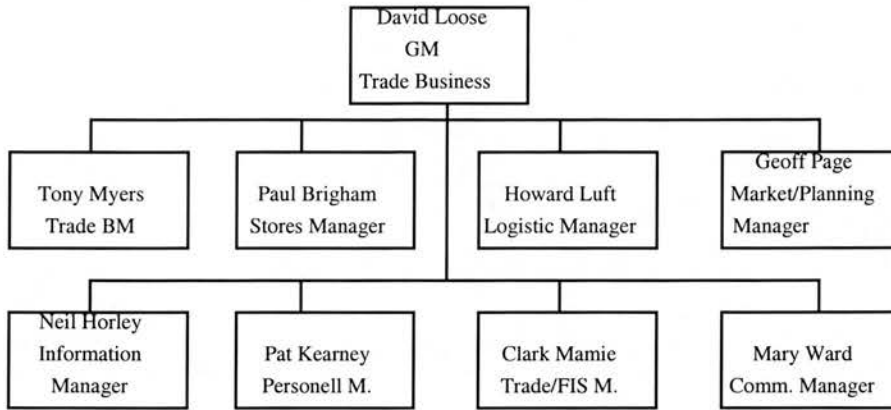 David Loose
GM
Trade Business
Tony Myers
Trade BM
Paul Brigham
Stores Manager
Howard Luft
Logistic Manager
Geoff Page
Market/Planning
Manager
Neil Horley
Information
Manager
Pat Kearney
Personell M.
Clark Mamie
Trade/FIS M.
Mary Ward
Comm. Manager